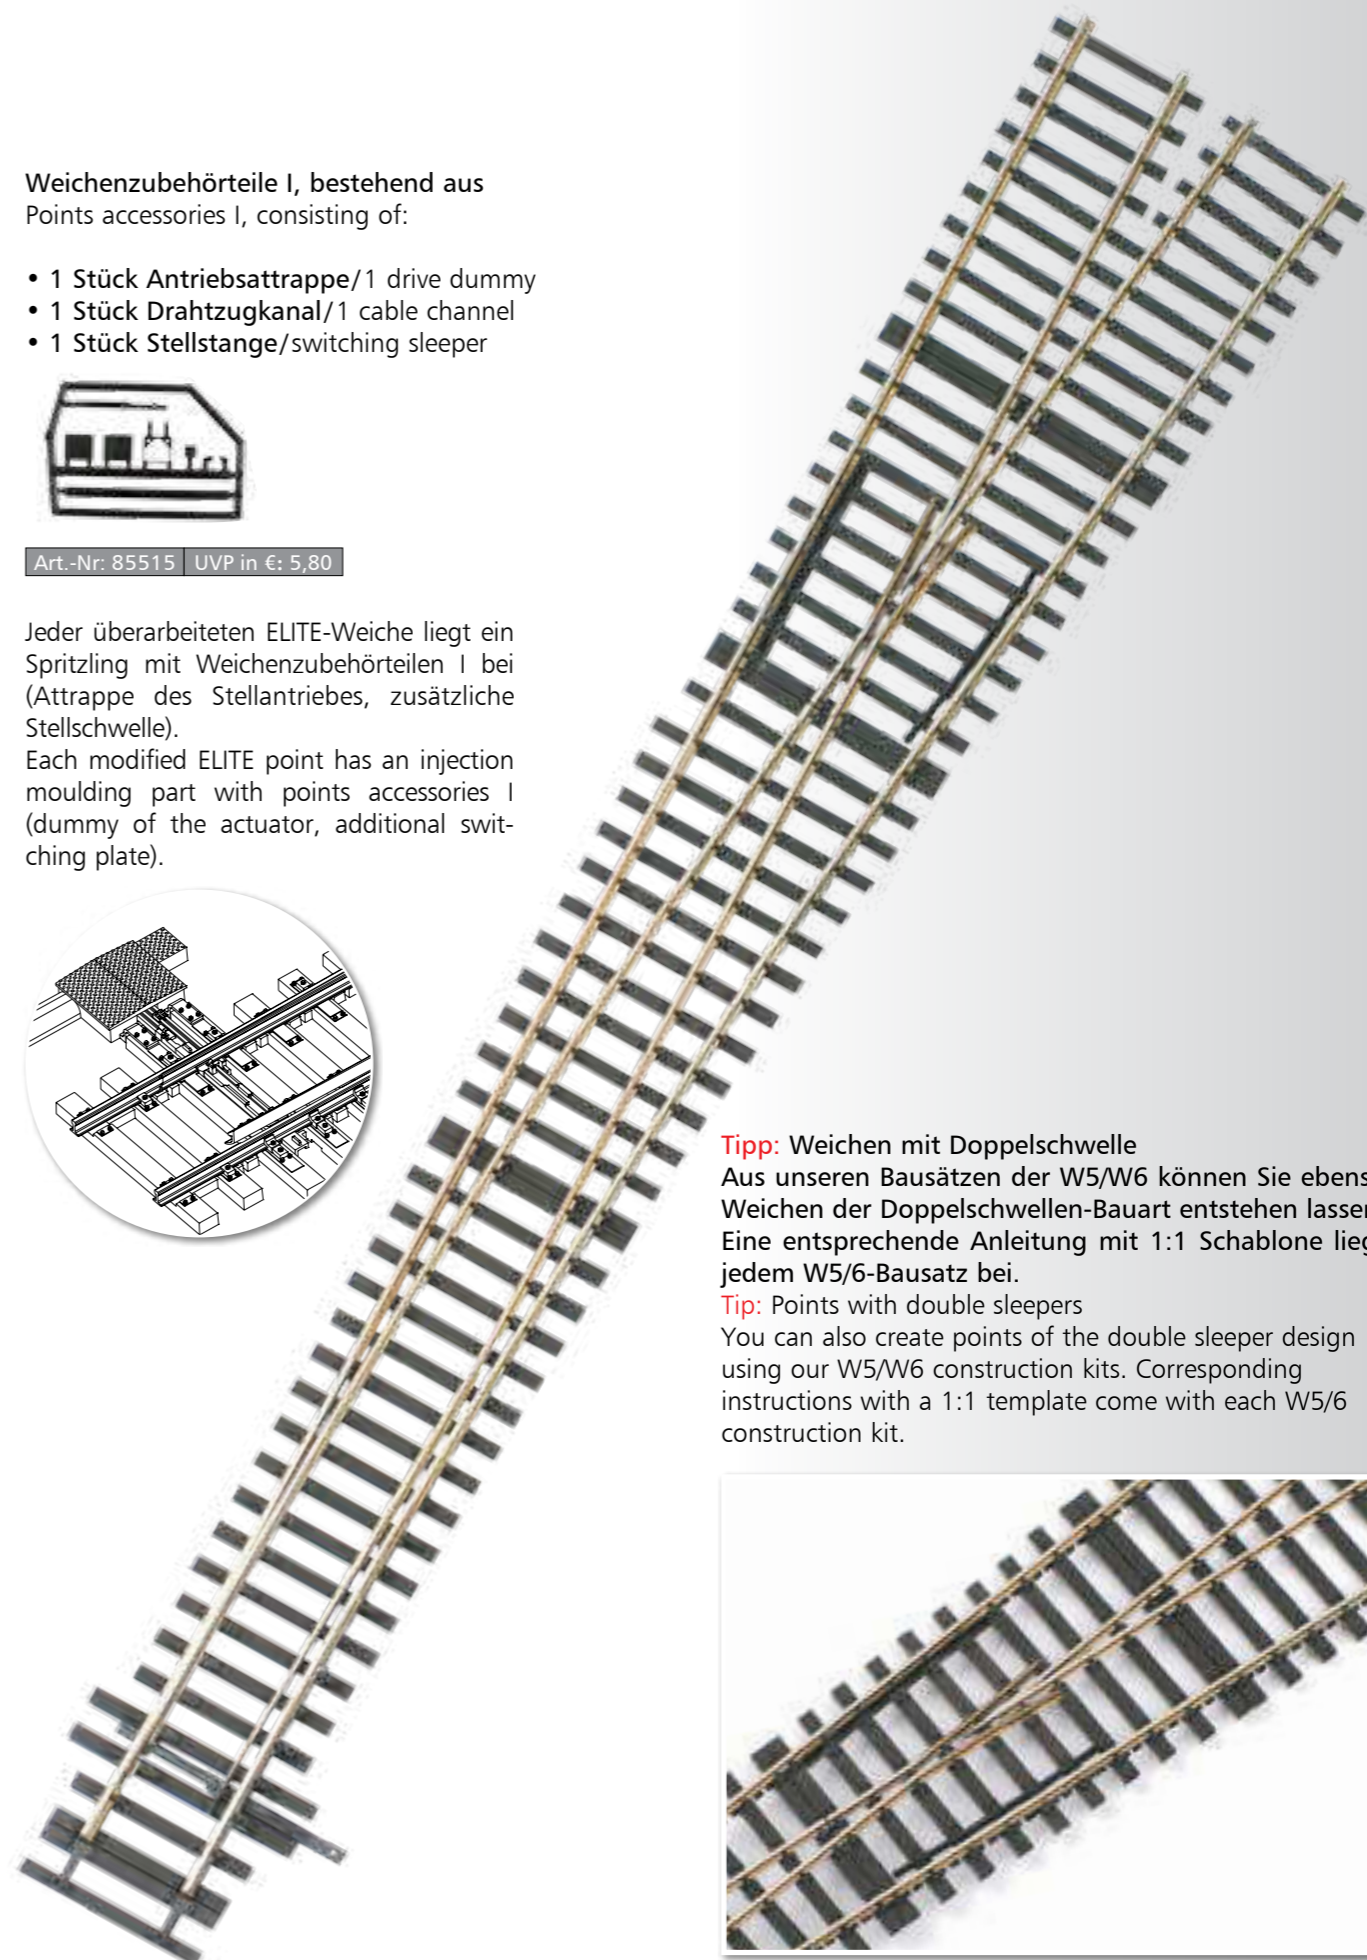 Weichenzubehörteile I, bestehend aus
Points accessories I, consisting of:
• 1 Stück Antriebsattrappe/1 drive dummy
• 1 Stück Drahtzugkanal/1 cable channel
• 1 Stück Stellstange/switching sleeper
Art.-Nr: 85515 UVP in €: 5,80
Jeder überarbeiteten ELITE-Weiche liegt ein
Spritzling mit Weichenzubehörteilen I bei
(Attrappe des Stellantriebes, zusätzliche
Stellschwelle).
Each modified ELITE point has an injection
moulding part with points accessories I
(dummy of the actuator, additional swit-
ching plate).
Tipp: Weichen mit Doppelschwelle
Aus unseren Bausätzen der W5/W6 können Sie ebens
Weichen der Doppelschwellen-Bauart entstehen lassen
Eine entsprechende Anleitung mit 1:1 Schablone lieg
jedem W5/6-Bausatz bei.
Tip: Points with double sleepers
You can also create points of the double sleeper design
using our W5/W6 construction kits. Corresponding
instructions with a 1:1 template come with each W5/6
construction kit.